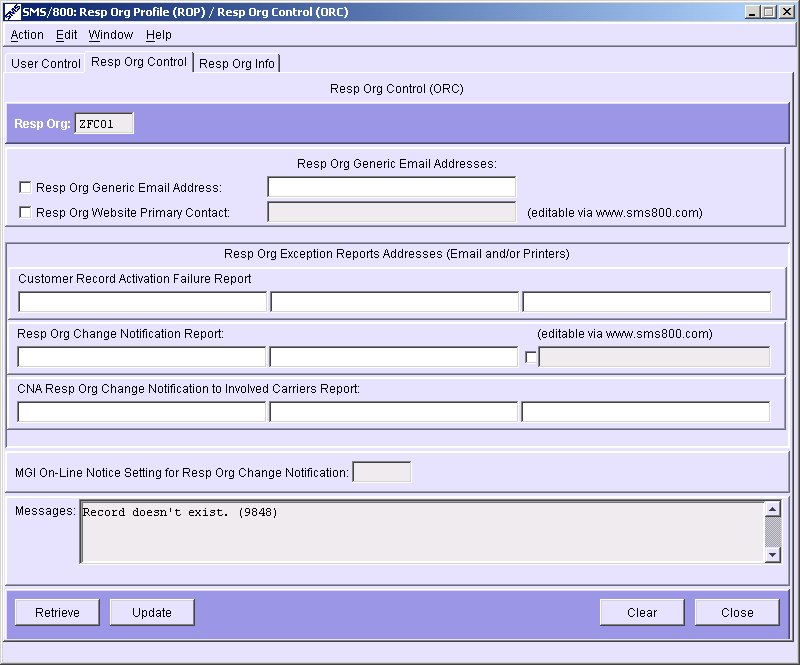 SMS SMS/800: Resp Org Profile (ROP) / Resp Org Control (ORC)
Action Edit Window Help
User Control Resp Org Control Resp Org Info
Resp Org Control (ORC)
Resp Org: ZFC01
Resp Org Generic Email Addresses:
Resp Org Generic Email Address:
Resp Org Website Primary Contact: (editable via www.sms800.com)
Resp Org Exception Reports Addresses (Email and/or Printers)
Customer Record Activation Failure Report
Resp Org Change Notification Report: (editable via www.sms800.com)
CNA Resp Org Change Notification to Involved Carriers Report:
MGI On-Line Notice Setting for Resp Org Change Notification:
Messages: Record doesn't exist. (9848)
Retrieve Update Clear Close